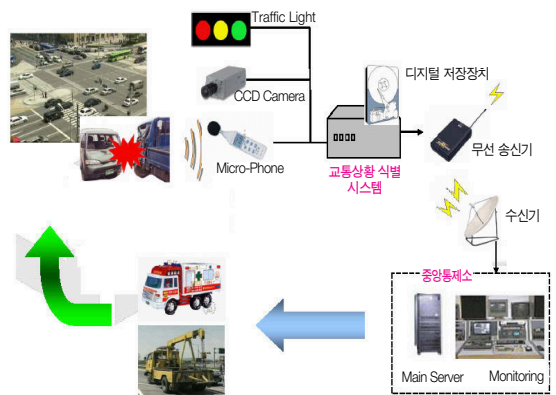 Traffic Light
CCD Camera
Micro-Phone
디지털 저장장치
교통상황 식별
시스템
무선 송신기
수신기
중앙통제소
Main Server
Monitoring